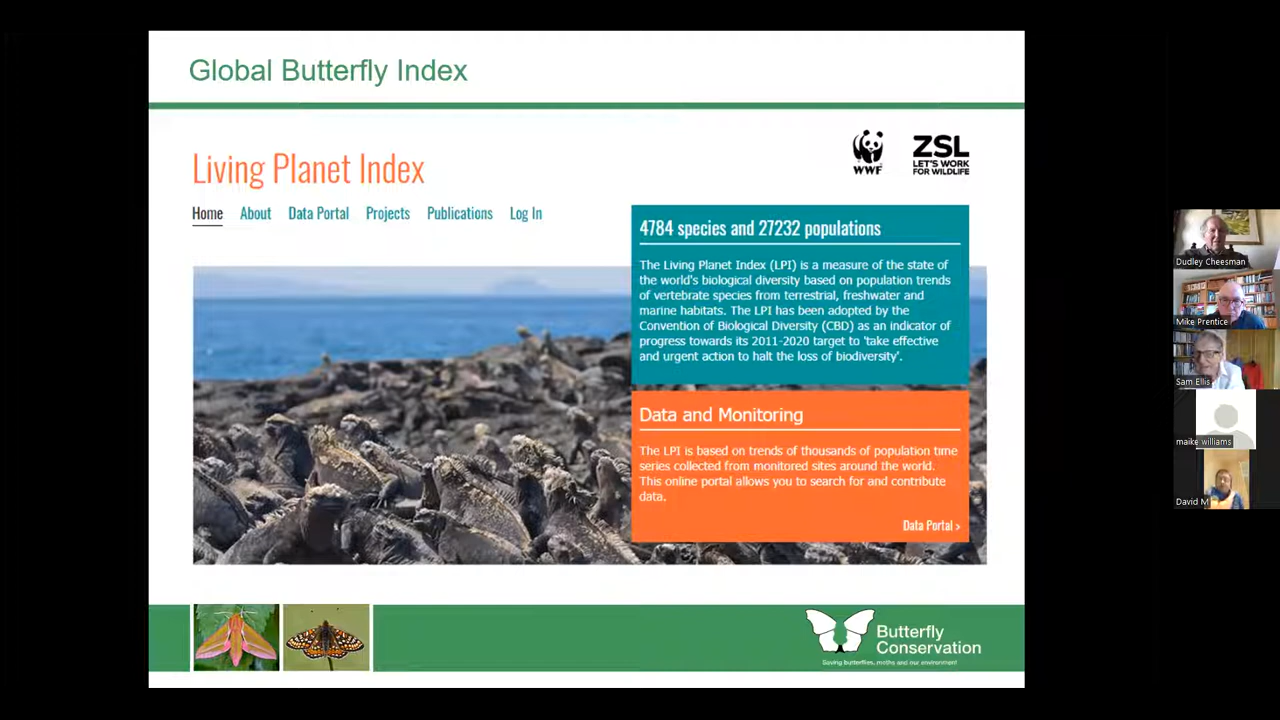 Global Butterfly Index
Living Planet Index
WWF
ZSL
LET'S WORK
FOR WILDLIFE
Home About Data Portal Projects Publications Log In
4784 species and 27232 populations
The Living Planet Index (LPI) is a measure of the state of
the world's biological diversity based on population trends
of vertebrate species from terrestrial, freshwater and
marine habitats. The LPI has been adopted by the
Convention of Biological Diversity (CBD) as an indicator of
progress towards its 2011-2020 target to 'take effective
and urgent action to halt the loss of biodiversity'.
Data and Monitoring
The LPI is based on trends of thousands of population time
series collected from monitored sites around the world.
This online portal allows you to search for and contribute
data.
Data Portal >
Butterfly
Conservation
Saving butterflies, moths and our environment
Dudley Cheesman
Mike Prentice
Sam Ellis
maike williams
David M